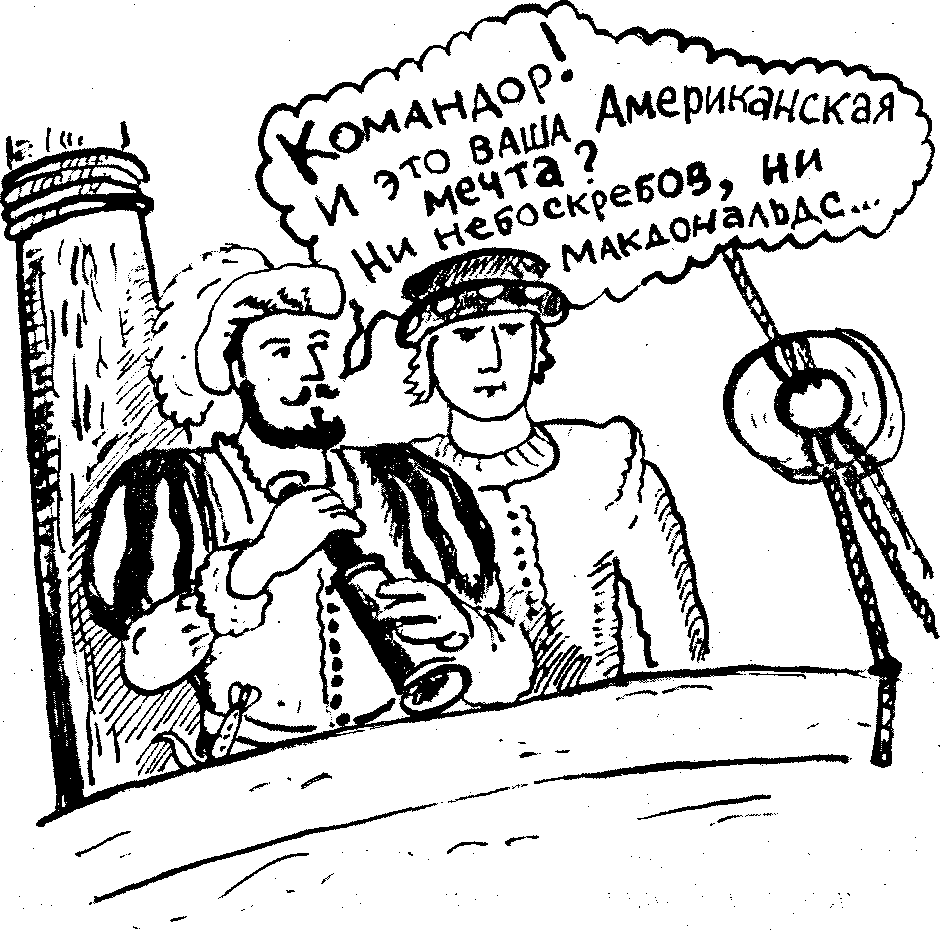 Командор!
И это ваша Американская
мечта?
Ни небоскребов, ни
макдональдс...